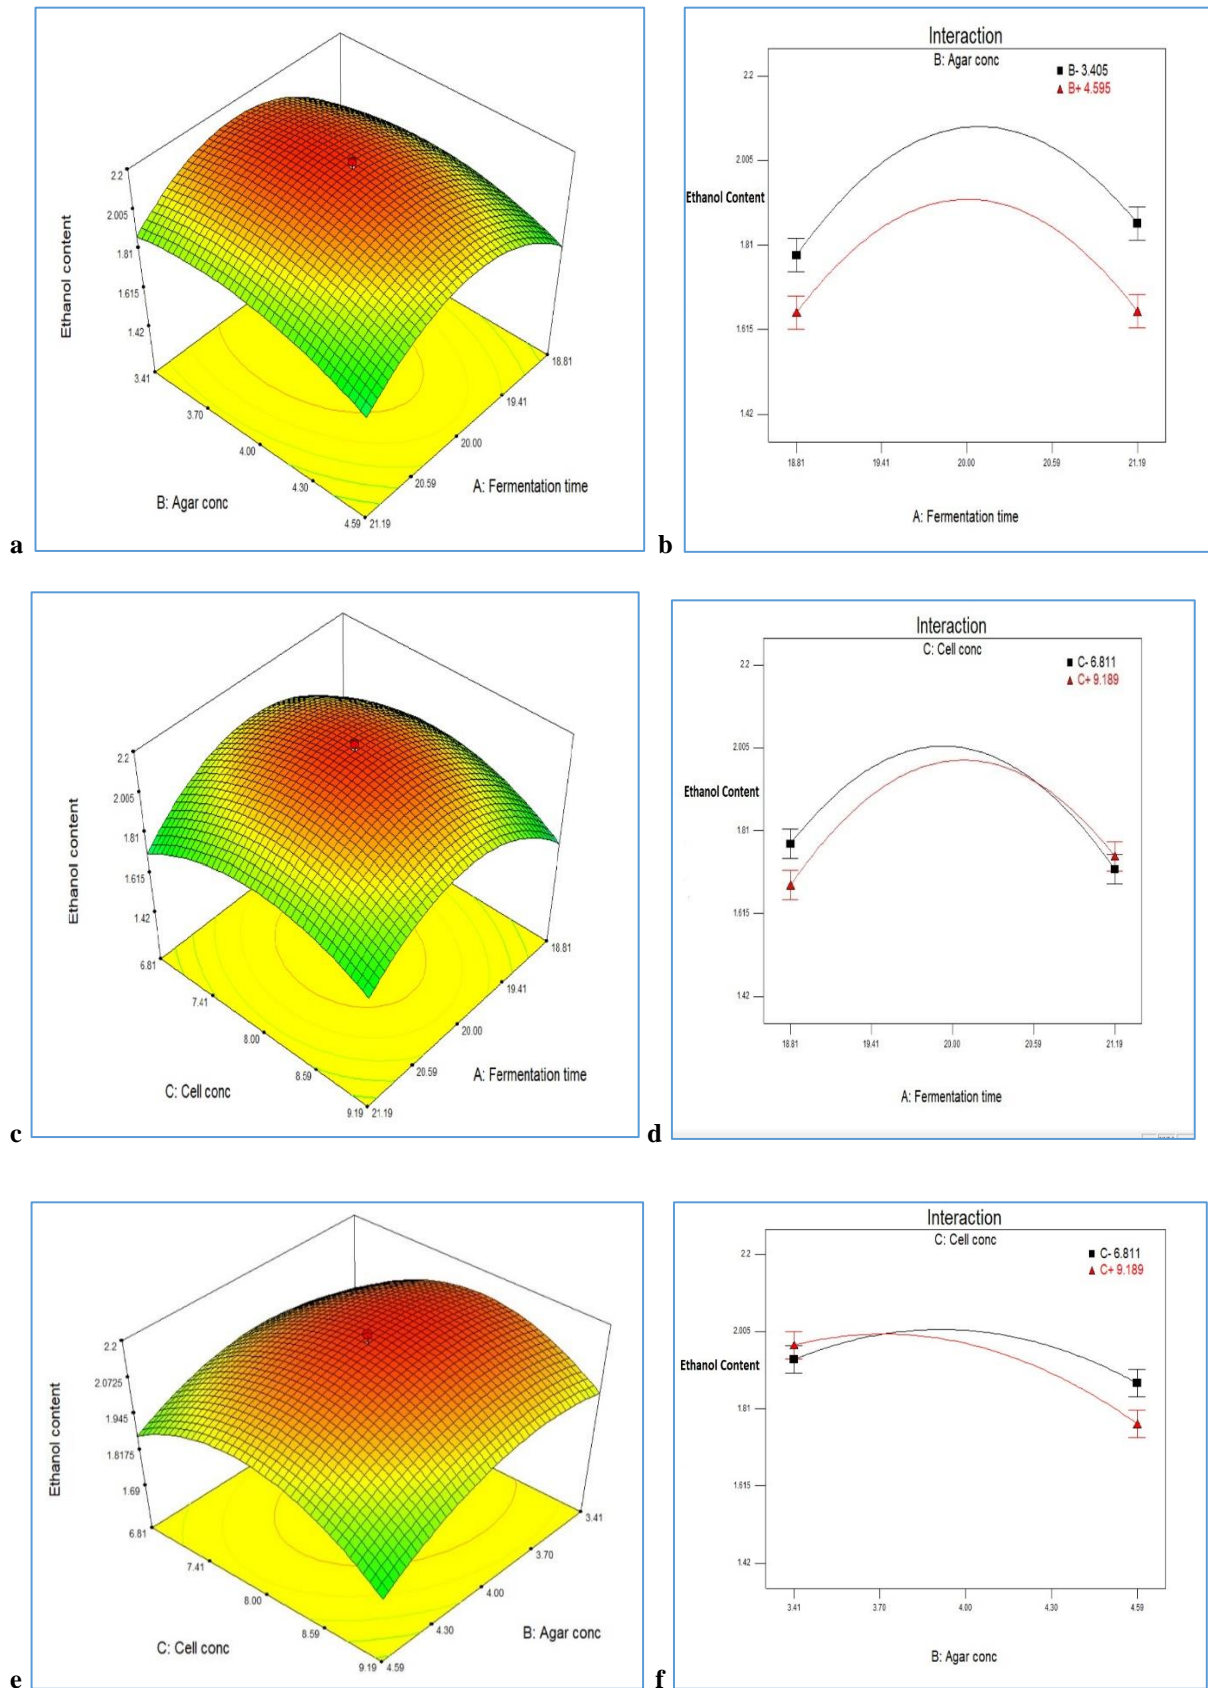 2.2
2.005
1.81
1.615
1.42
Ethanol content
3.41
3.70
4.00
4.30
4.59
B: Agar conc
21.19
20.59
20.00
19.41
18.81
A: Fermentation time
a
Interaction
B: Agar conc
B- 3.405
B+ 4.595
2.2
2.005
Ethanol Content
1.81
1.615
1.42
18.81 19.41 20.00 20.59 21.19
A: Fermentation time
b
2.2
2.005
1.81
1.615
1.42
Ethanol content
6.81
7.41
8.00
8.59
9.19
C: Cell conc
21.19
20.59
20.00
19.41
18.81
A: Fermentation time
c
Interaction
C: Cell conc
C- 6.811
C+ 9.189
2.2
2.005
Ethanol Content
1.81
1.615
1.42
18.81 19.41 20.00 20.59 21.19
A: Fermentation time
d
2.2
2.0725
1.945
1.8175
1.69
Ethanol content
6.81
7.41
8.00
8.59
9.19
C: Cell conc
4.59
4.30
4.00
3.70
3.41
B: Agar conc
e
Interaction
C: Cell conc
C- 6.811
C+ 9.189
2.2
2.005
Ethanol Content
1.81
1.615
1.42
3.41 3.70 4.00 4.30 4.59
B: Agar conc
f